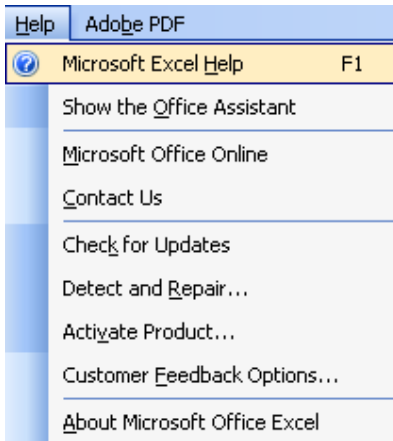 Help Adobe PDF
Microsoft Excel Help F1
Show the Office Assistant
Microsoft Office Online
Contact Us
Check for Updates
Detect and Repair...
Activate Product...
Customer Feedback Options...
About Microsoft Office Excel